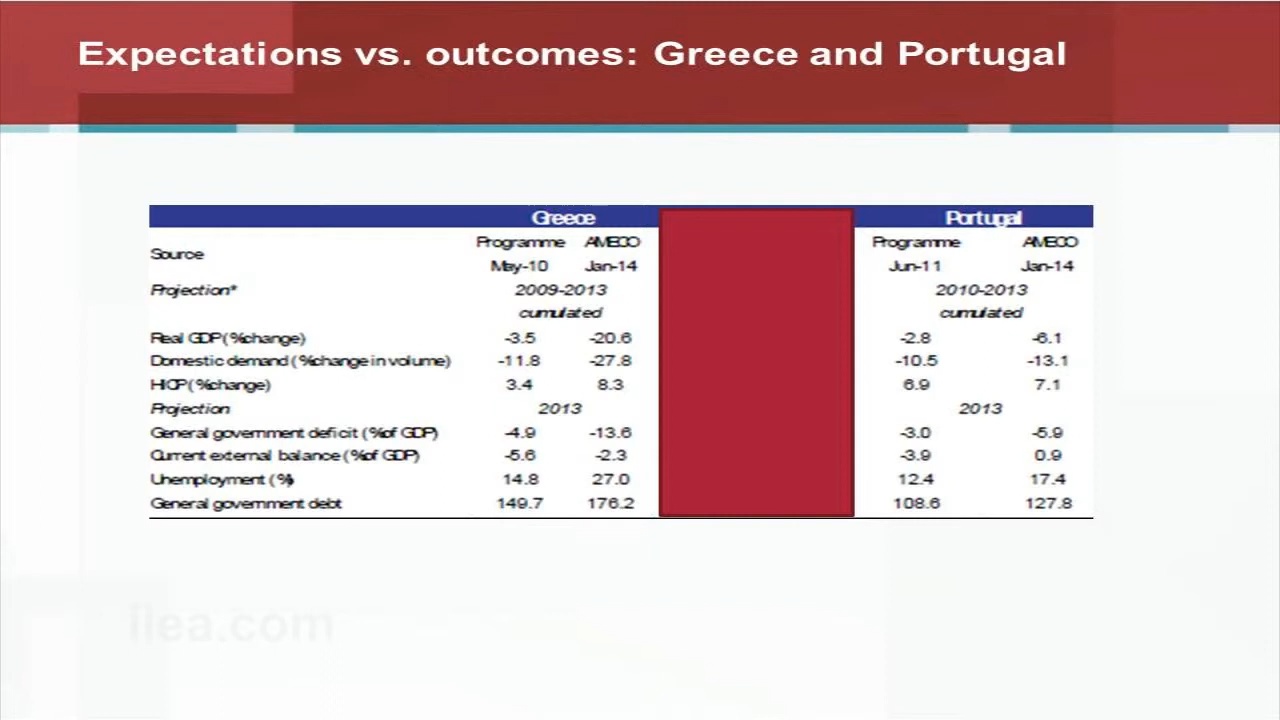 Expectations vs. outcomes: Greece and Portugal
Greece Portugal
Source Programme AMECO Programme AMECO
May-10 Jan-14 Jun-11 Jan-14
Projection* 2009-2013 2010-2013
cumulated cumulated
Real GDP (%change) -3.5 -20.6 -2.8 -6.1
Domestic demand (%change in volume) -11.8 -27.8 -10.5 -13.1
HICP (%change) 3.4 8.3 6.9 7.1
Projection 2013 2013
General government deficit (%of GDP) -4.9 -13.6 -3.0 -5.9
Current external balance (%of GDP) -5.6 -2.3 -3.9 0.9
Unemployment (%) 14.8 27.0 12.4 17.4
General government debt 149.7 176.2 108.6 127.8
ilea.com